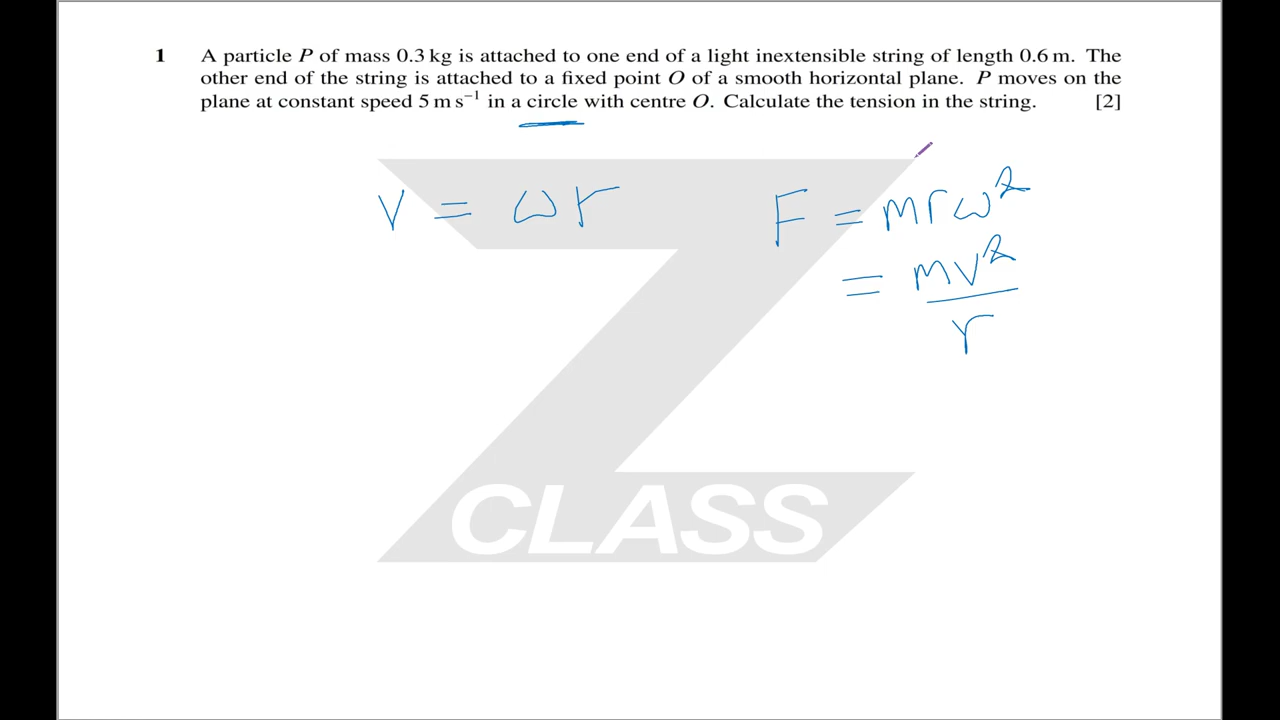 1 A particle P of mass 0.3 kg is attached to one end of a light inextensible string of length 0.6 m. The
other end of the string is attached to a fixed point O of a smooth horizontal plane. P moves on the
plane at constant speed 5 m s⁻¹ in a circle with centre O. Calculate the tension in the string. [2]
v = ωr
F = mrω²
= mv²
r
CLASS